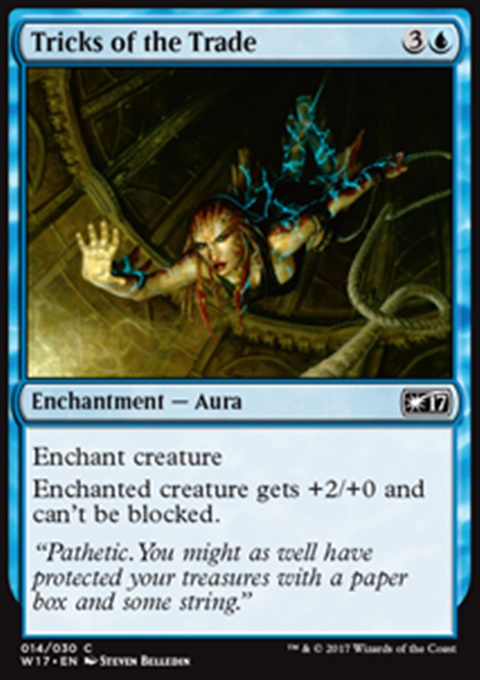 Tricks of the Trade 3
Enchantment — Aura 17
Enchant creature
Enchanted creature gets +2/+0 and
can't be blocked.
"Pathetic. You might as well have
protected your treasures with a paper
box and some string."
014/030 C ™ & © 2017 Wizards of the Coast
W17 • EN Steven Belledin